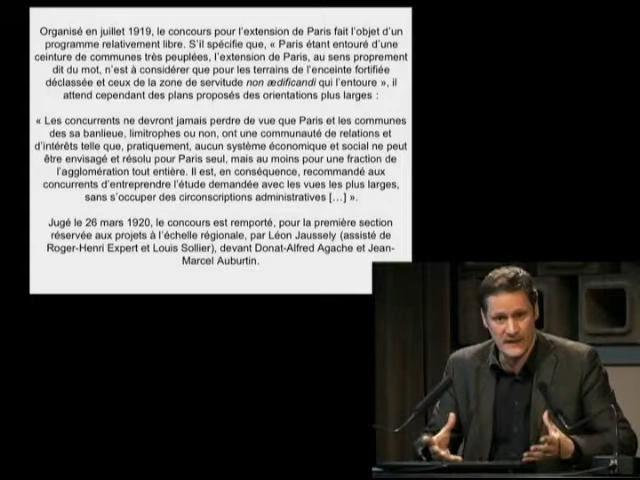 Organisé en juillet 1919, le concours pour l'extension de Paris fait l'objet d'un
programme relativement libre. S'il spécifie que, « Paris étant entouré d'une
ceinture de communes très peuplées, l'extension de Paris, au sens proprement
dit du mot, n'est à considérer que pour les terrains de l'enceinte fortifiée
déclassée et ceux de la zone de servitude non ædificandi qui l'entoure », il
attend cependant des plans proposés des orientations plus larges :
« Les concurrents ne devront jamais perdre de vue que Paris et les communes
des sa banlieue, limitrophes ou non, ont une communauté de relations et
d'intérêts telle que, pratiquement, aucun système économique et social ne peut
être envisagé et résolu pour Paris seul, mais au moins pour une fraction de
l'agglomération tout entière. Il est, en conséquence, recommandé aux
concurrents d'entreprendre l'étude demandée avec les vues les plus larges,
sans s'occuper des circonscriptions administratives […] ».
Jugé le 26 mars 1920, le concours est remporté, pour la première section
réservée aux projets à l'échelle régionale, par Léon Jaussely (assisté de
Roger-Henri Expert et Louis Sollier), devant Donat-Alfred Agache et Jean-
Marcel Auburtin.